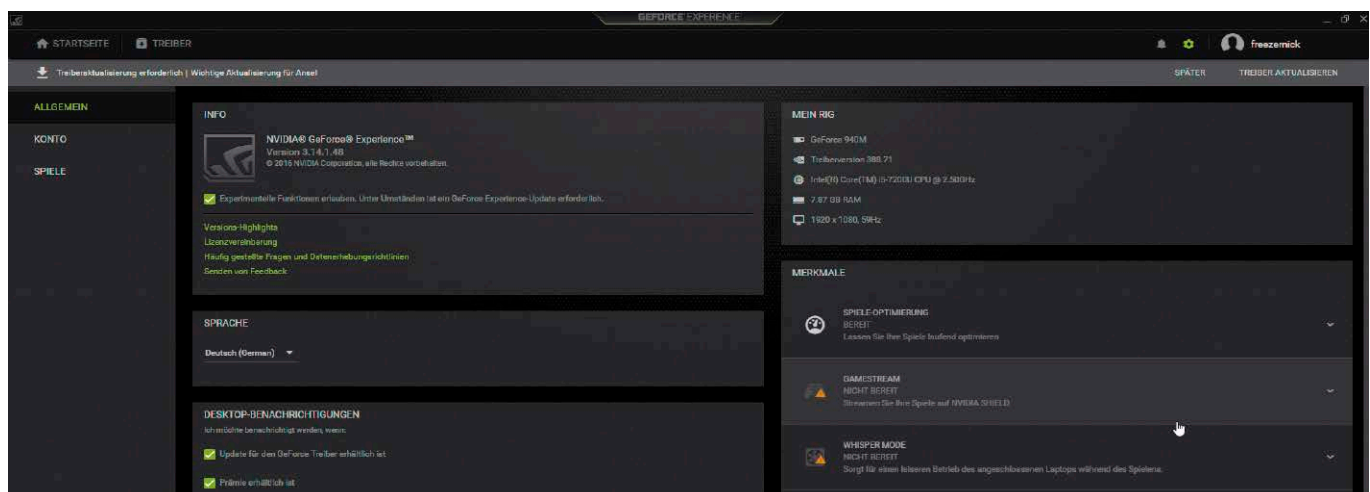 GEFORCE EXPERIENCE
STARTSEITE
TREIBER
freezernick
Treiberaktualisierung erforderlich | Wichtige Aktualisierung für Ansel
SPÄTER
TREIBER AKTUALISIEREN
ALLGEMEIN
KONTO
SPIELE
INFO
NVIDIA® GeForce® Experience™
Version 3.14.1.48
© 2016 NVIDIA Corporation, alle Rechte vorbehalten.
Experimentelle Funktionen erlauben. Unter Umständen ist ein GeForce Experience-Update erforderlich.
Versions-Highlights
Lizenzvereinbarung
Häufig gestellte Fragen und Datenerhebungsrichtlinien
Senden von Feedback
SPRACHE
Deutsch (German)
DESKTOP-BENACHRICHTIGUNGEN
Ich möchte benachrichtigt werden, wenn:
Update für den GeForce Treiber erhältlich ist
Prämie erhältlich ist
MEIN RIG
GeForce 940M
Treiberversion 388.71
Intel(R) Core(TM) i5-7200U CPU @ 2.50GHz
7.87 GB RAM
1920 x 1080, 59Hz
MERKMALE
SPIELE-OPTIMIERUNG
BEREIT
Lassen Sie Ihre Spiele laufend optimieren
GAMESTREAM
NICHT BEREIT
Streamen Sie Ihre Spiele auf NVIDIA SHIELD
WHISPER MODE
NICHT BEREIT
Sorgt für einen leiseren Betrieb des angeschlossenen Laptops während des Spielens.